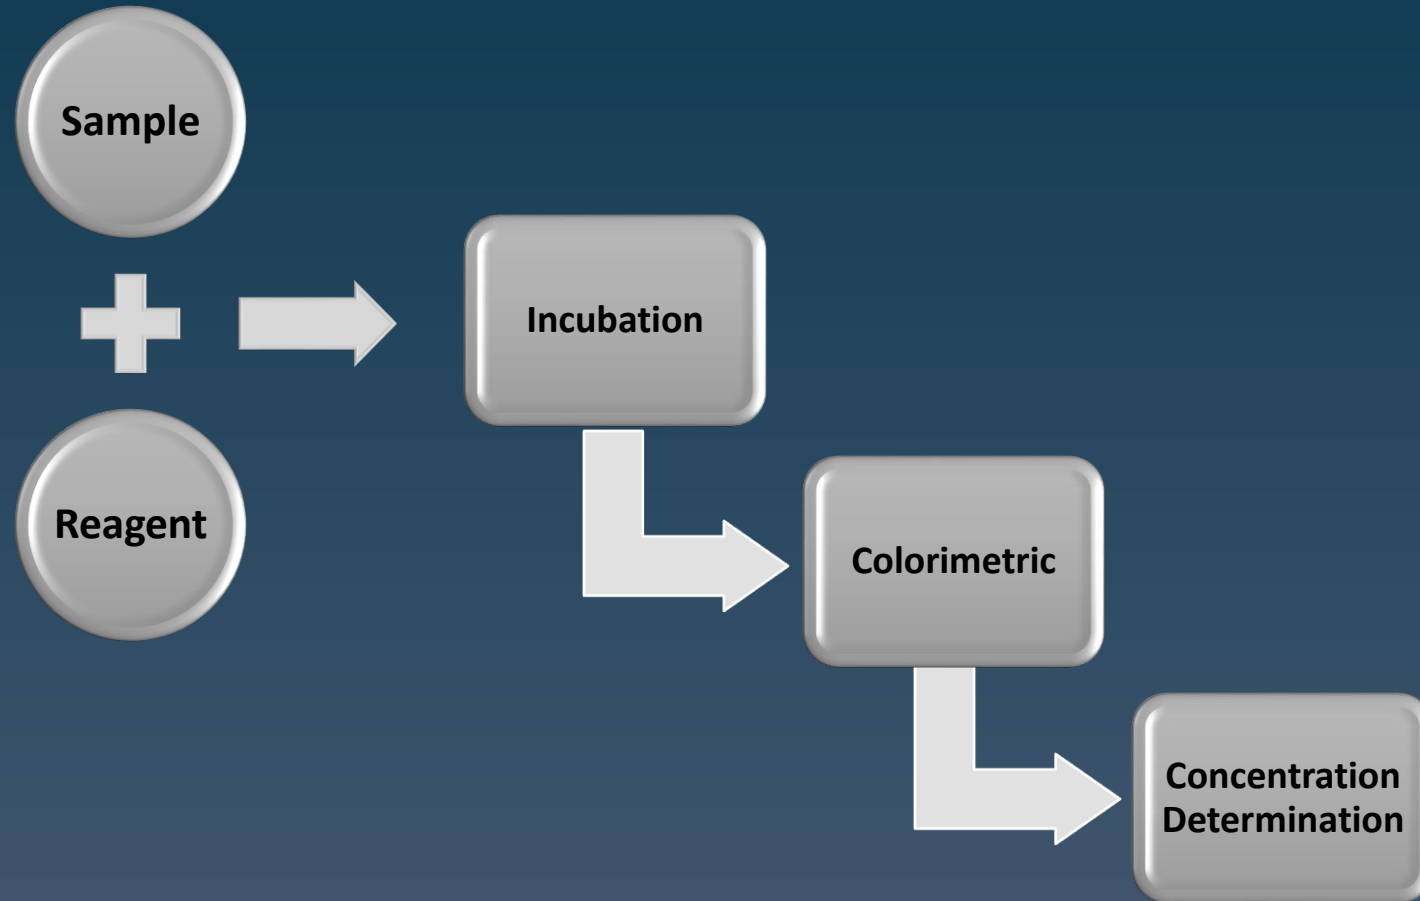 Sample
Reagent
Incubation
Colorimetric
Concentration
Determination